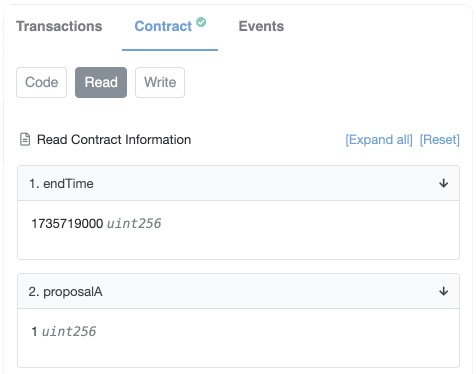 Transactions Contract Events
Code Read Write
Read Contract Information [Expand all] [Reset]
1. endTime
1735719000 uint256
2. proposalA
1 uint256